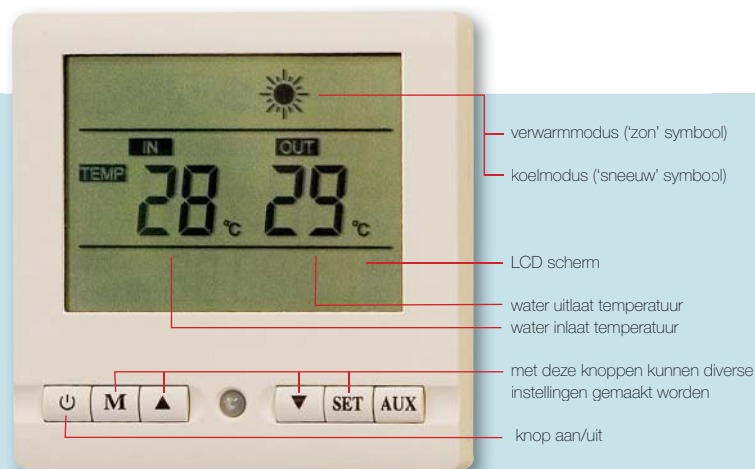 IN OUT
TEMP 28 °C 29 °C
M SET AUX
verwarmmodus ('zon' symbool)
koelmodus ('sneeuw' symbool)
LCD scherm
water uitlaat temperatuur
water inlaat temperatuur
met deze knoppen kunnen diverse
instellingen gemaakt worden
knop aan/uit